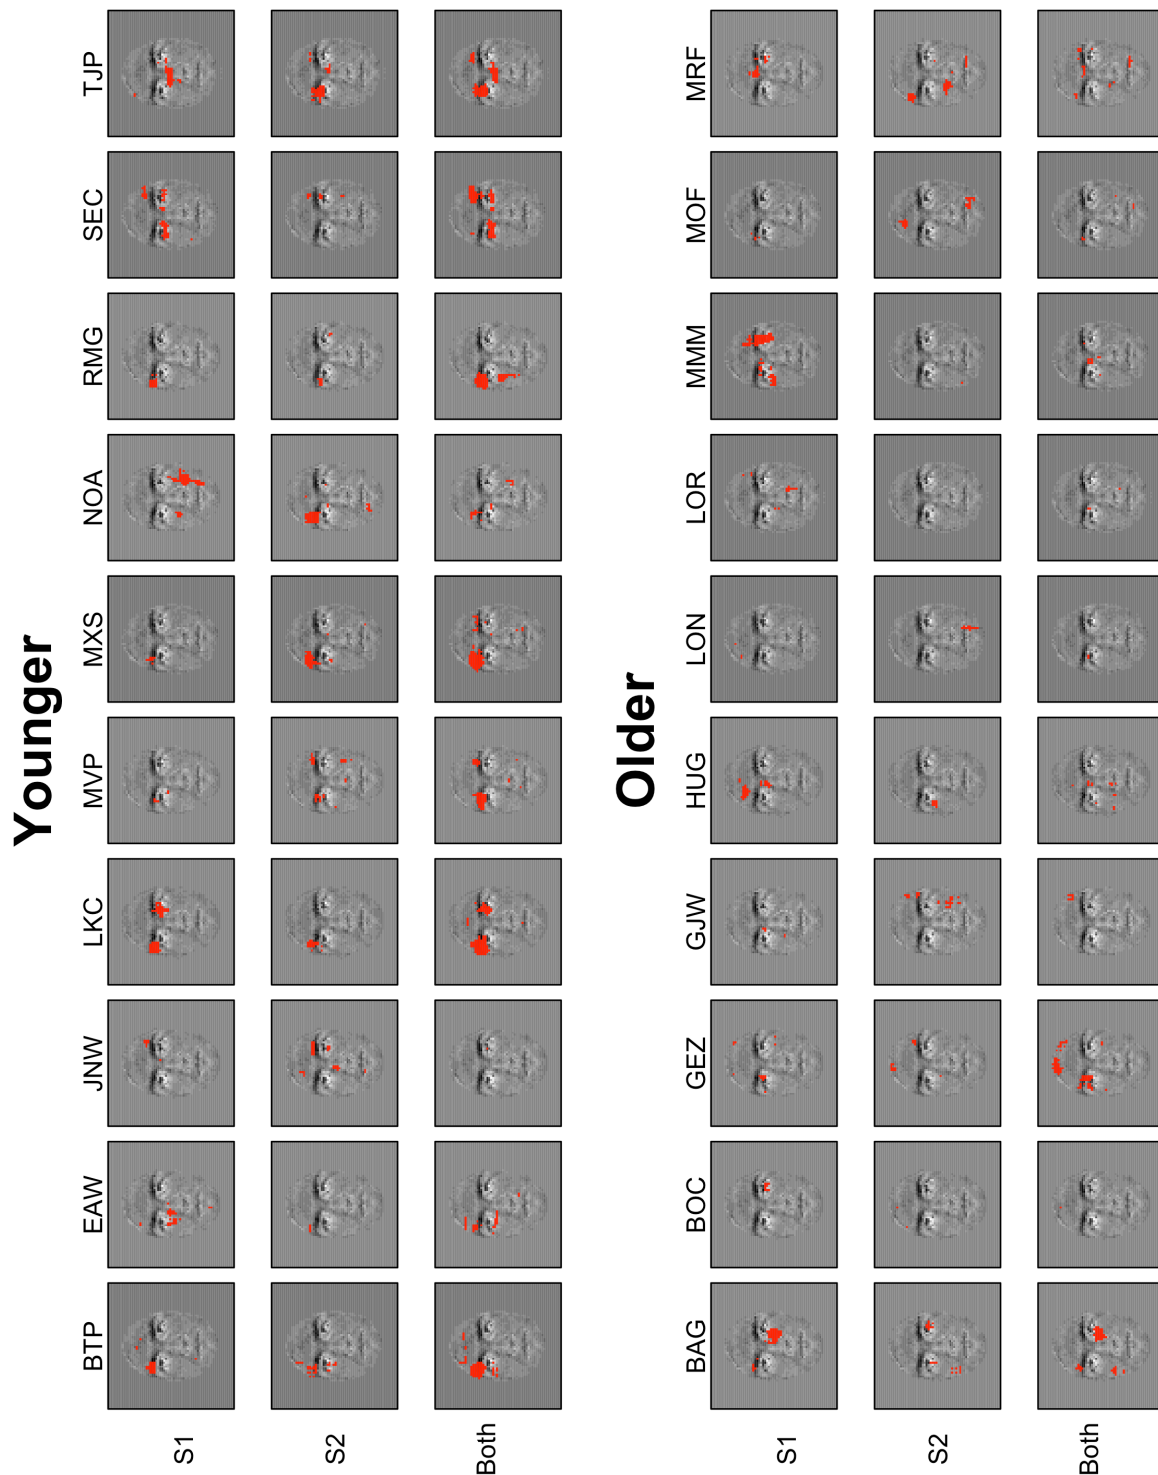 Younger
BTP EAW JNW LKC MVP MXS NOA RMG SEC TJP
S1
S2
Both
Older
BAG BOC GEZ GJW HUG LON LOR MMM MOF MRF
S1
S2
Both